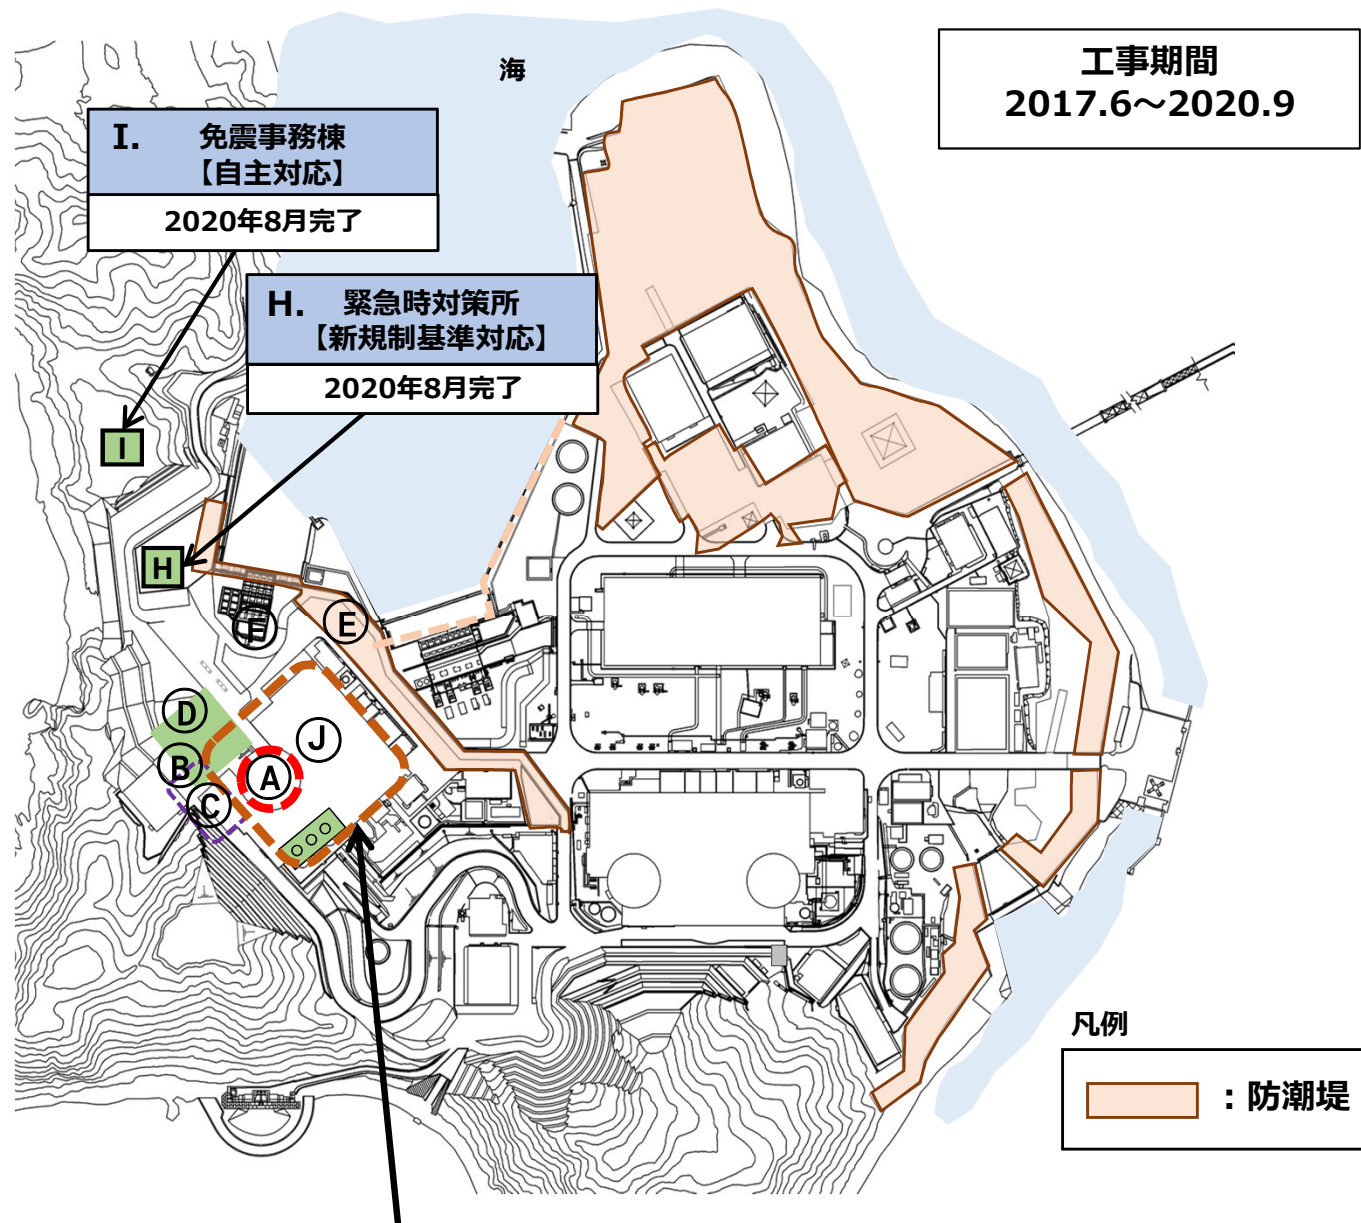 海
工事期間
2017.6～2020.9
I. 免震事務棟
【自主対応】
2020年8月完了
H. 緊急時対策所
【新規制基準対応】
2020年8月完了
I
H
F
E
D
J
B
A
C
凡例
：防潮堤